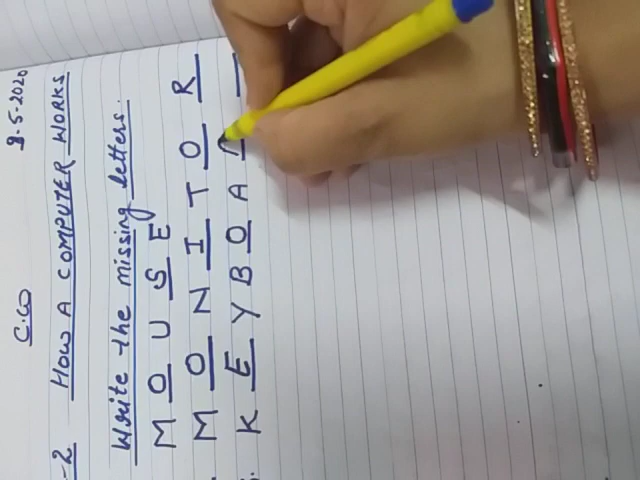 C.W 9-5-2020
-2 HOW A COMPUTER WORKS
Write the missing letters.
M O U S E
M O N I T O R
K E Y B O A